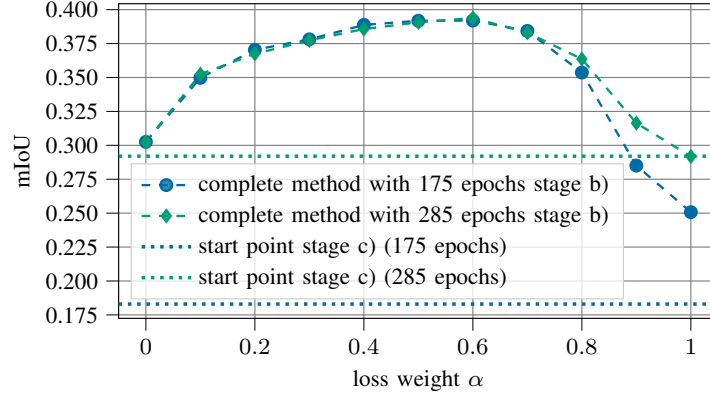 0.400
0.375
0.350
0.325
0.300
0.275
0.250
0.225
0.200
0.175
mIoU
complete method with 175 epochs stage b)
complete method with 285 epochs stage b)
start point stage c) (175 epochs)
start point stage c) (285 epochs)
0 0.2 0.4 0.6 0.8 1
loss weight α